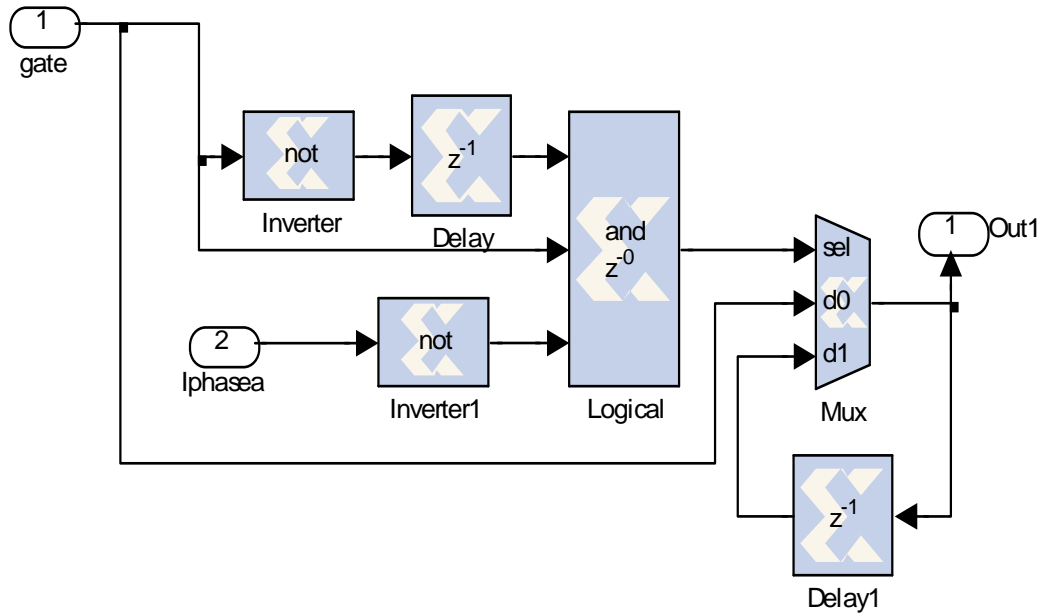 1
gate
not
Inverter
z-1
Delay
and
z-0
Logical
2
Iphasea
not
Inverter1
sel
d0
d1
Mux
1
Out1
z-1
Delay1